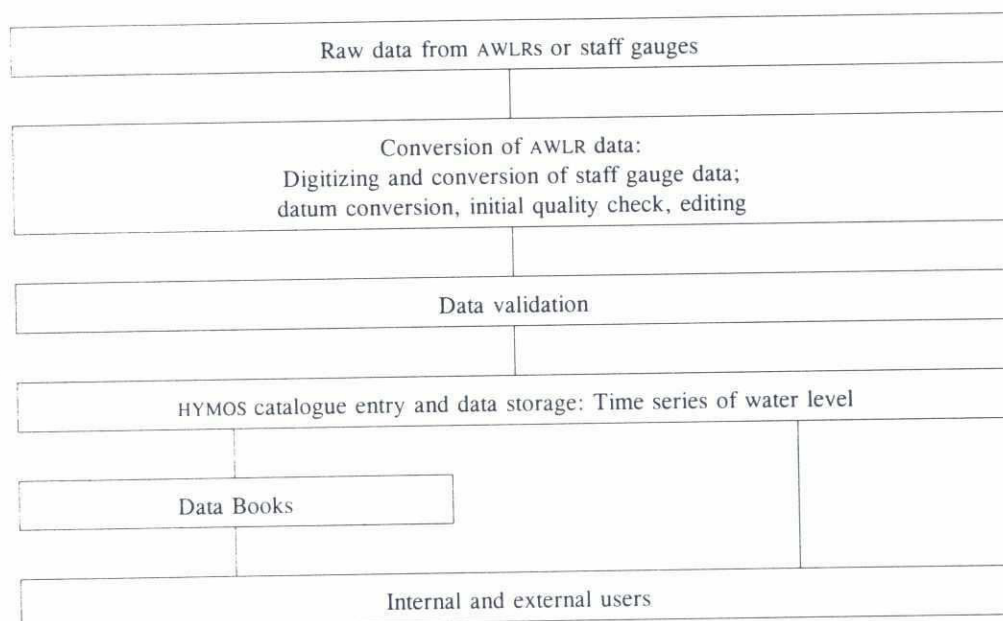 Raw data from AWLRs or staff gauges
Conversion of AWLR data:
Digitizing and conversion of staff gauge data;
datum conversion, initial quality check, editing
Data validation
HYMOS catalogue entry and data storage: Time series of water level
Data Books
Internal and external users